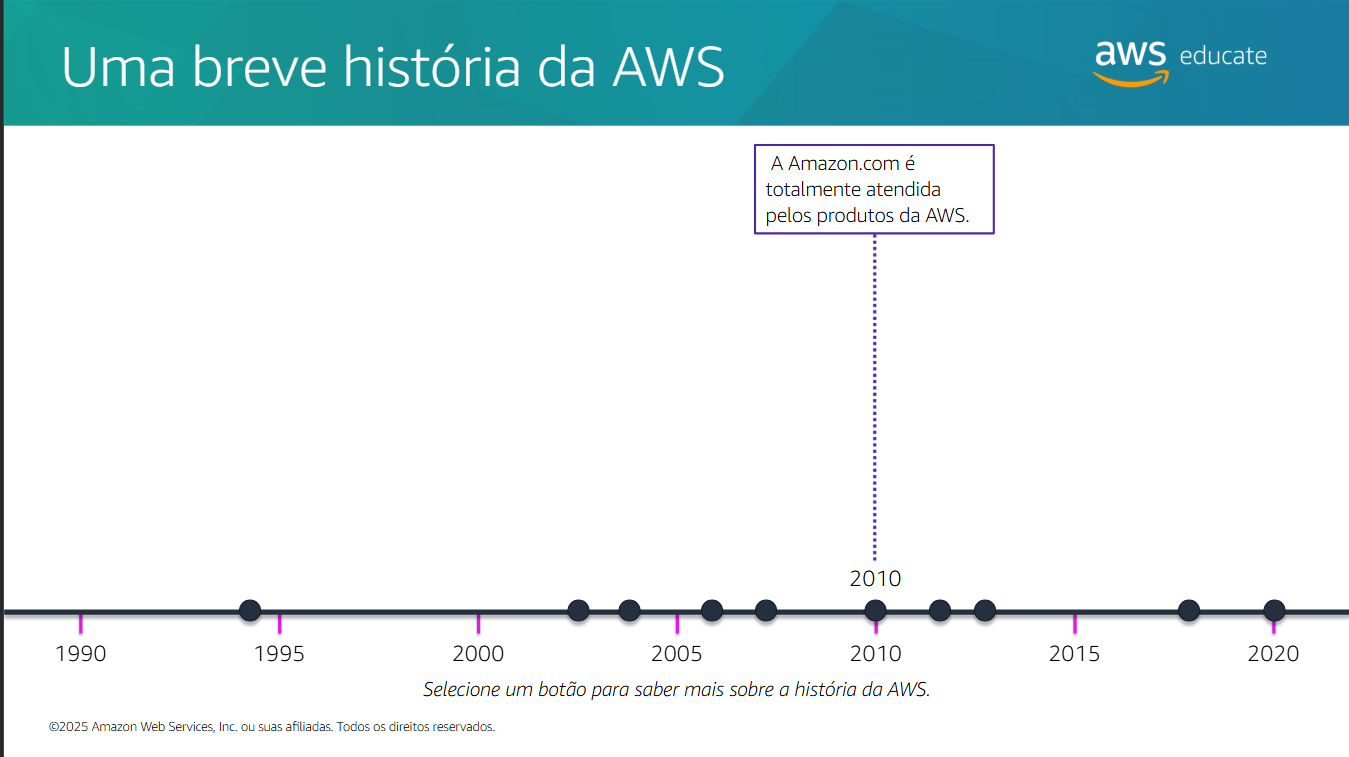 Uma breve história da AWS
aws educate
A Amazon.com é
totalmente atendida
pelos produtos da AWS.
2010
1990 1995 2000 2005 2010 2015 2020
Selecione um botão para saber mais sobre a história da AWS.
©2025 Amazon Web Services, Inc. ou suas afiliadas. Todos os direitos reservados.